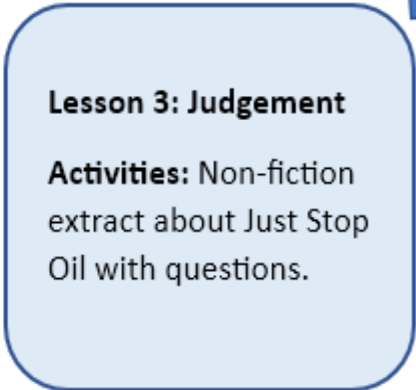 Lesson 3: Judgement
Activities: Non-fiction
extract about Just Stop
Oil with questions.